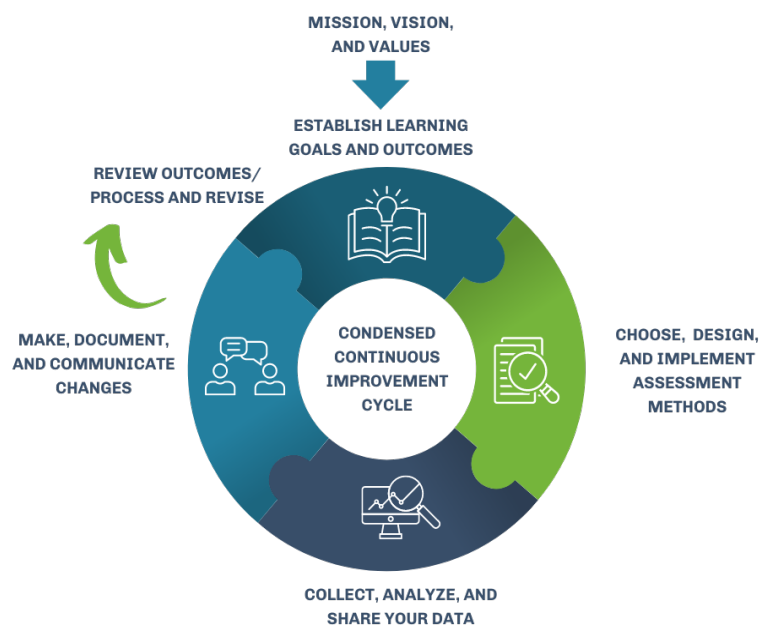 MISSION, VISION,
AND VALUES
ESTABLISH LEARNING
GOALS AND OUTCOMES
REVIEW OUTCOMES/
PROCESS AND REVISE
CONDENSED
CONTINUOUS
IMPROVEMENT
CYCLE
CHOOSE, DESIGN,
AND IMPLEMENT
ASSESSMENT
METHODS
COLLECT, ANALYZE, AND
SHARE YOUR DATA
MAKE, DOCUMENT,
AND COMMUNICATE
CHANGES